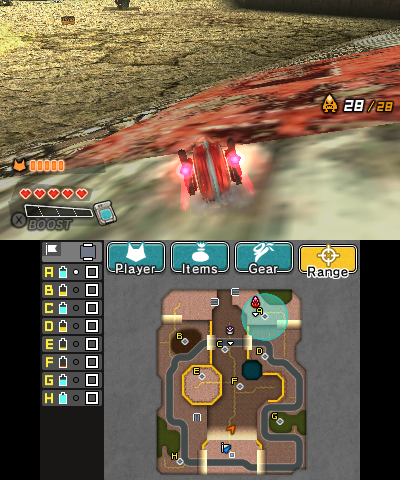 28/28
X BOOST
Player Items Gear Range
A
B
C
D
E
F
G
H
A
B
C
D
E
F
G
H